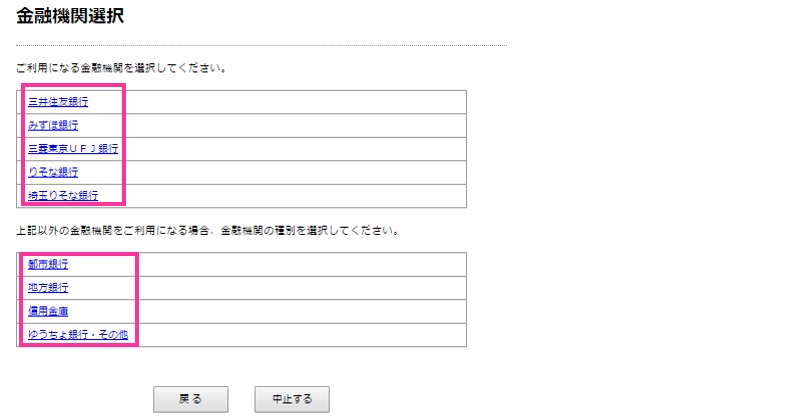 金融機関選択
ご利用になる金融機関を選択してください。
三井住友銀行
みずほ銀行
三菱東京ＵＦＪ銀行
りそな銀行
埼玉りそな銀行
上記以外の金融機関をご利用になる場合、金融機関の種別を選択してください。
都市銀行
地方銀行
信用金庫
ゆうちょ銀行・その他
戻る 中止する